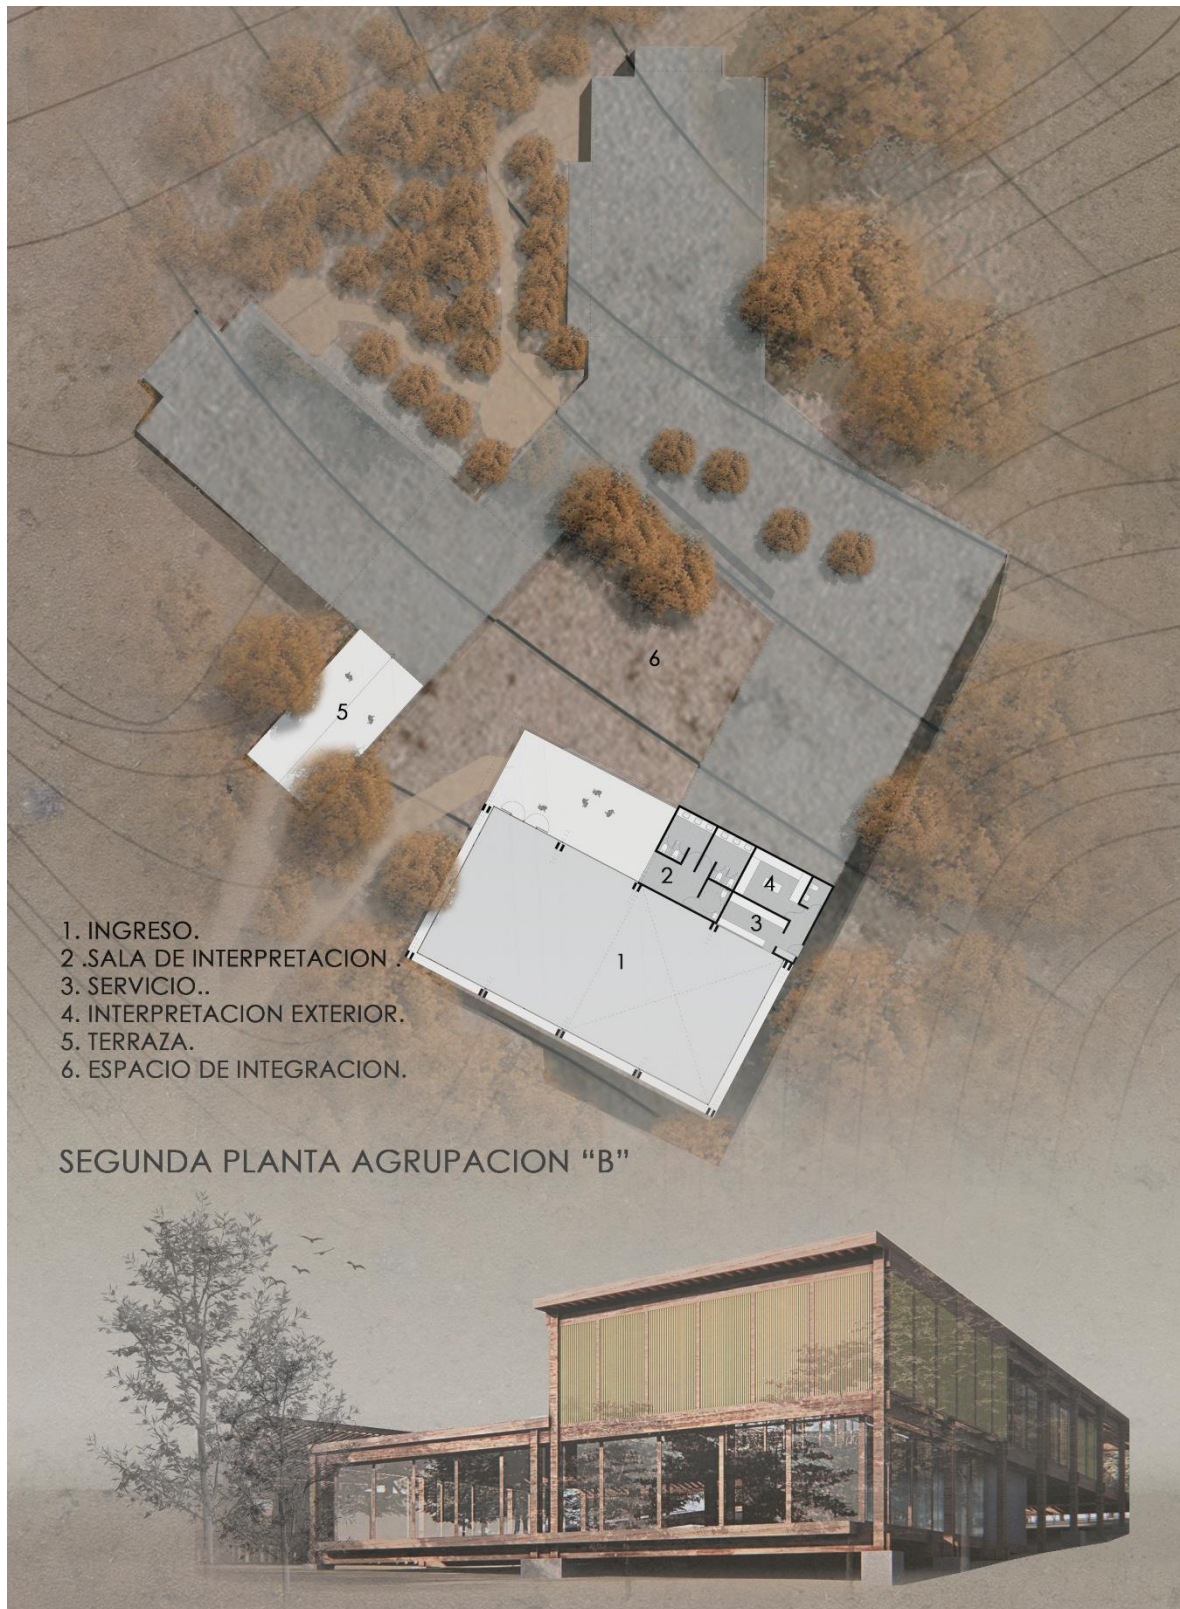 6
5
2
4
3
1
1. INGRESO.
2 .SALA DE INTERPRETACION .
3. SERVICIO..
4. INTERPRETACION EXTERIOR.
5. TERRAZA.
6. ESPACIO DE INTEGRACION.
SEGUNDA PLANTA AGRUPACION “B”